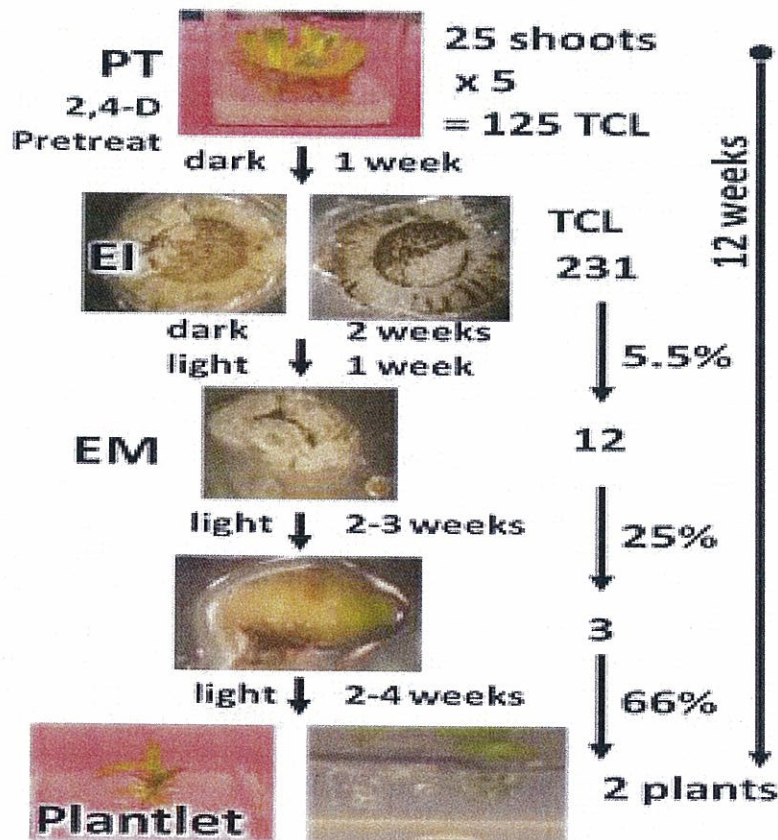 PT
2,4-D
Pretreat
25 shoots
x 5
= 125 TCL
dark 1 week
EI
TCL
231
dark 2 weeks
light 1 week
5.5%
EM
12
light 2-3 weeks
25%
3
light 2-4 weeks
66%
Plantlet
2 plants
12 weeks